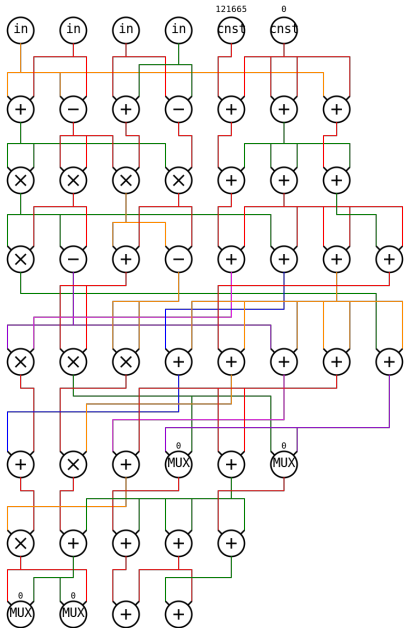 121665 0
in in in in cnst cnst
+ − + − + + +
× × × × + + +
× − + − + + + +
× × × + + + + +
0 0
+ × + MUX + MUX
× + + + +
0 0
MUX MUX + +